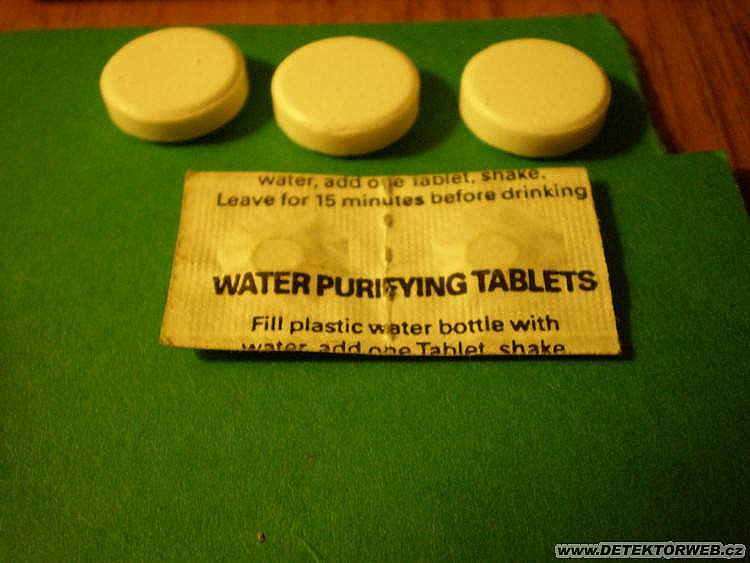 water, add one Tablet, shake.
Leave for 15 minutes before drinking
WATER PURIFYING TABLETS
Fill plastic water bottle with
water, add one Tablet, shake.
www.DETEKTORWEB.cz